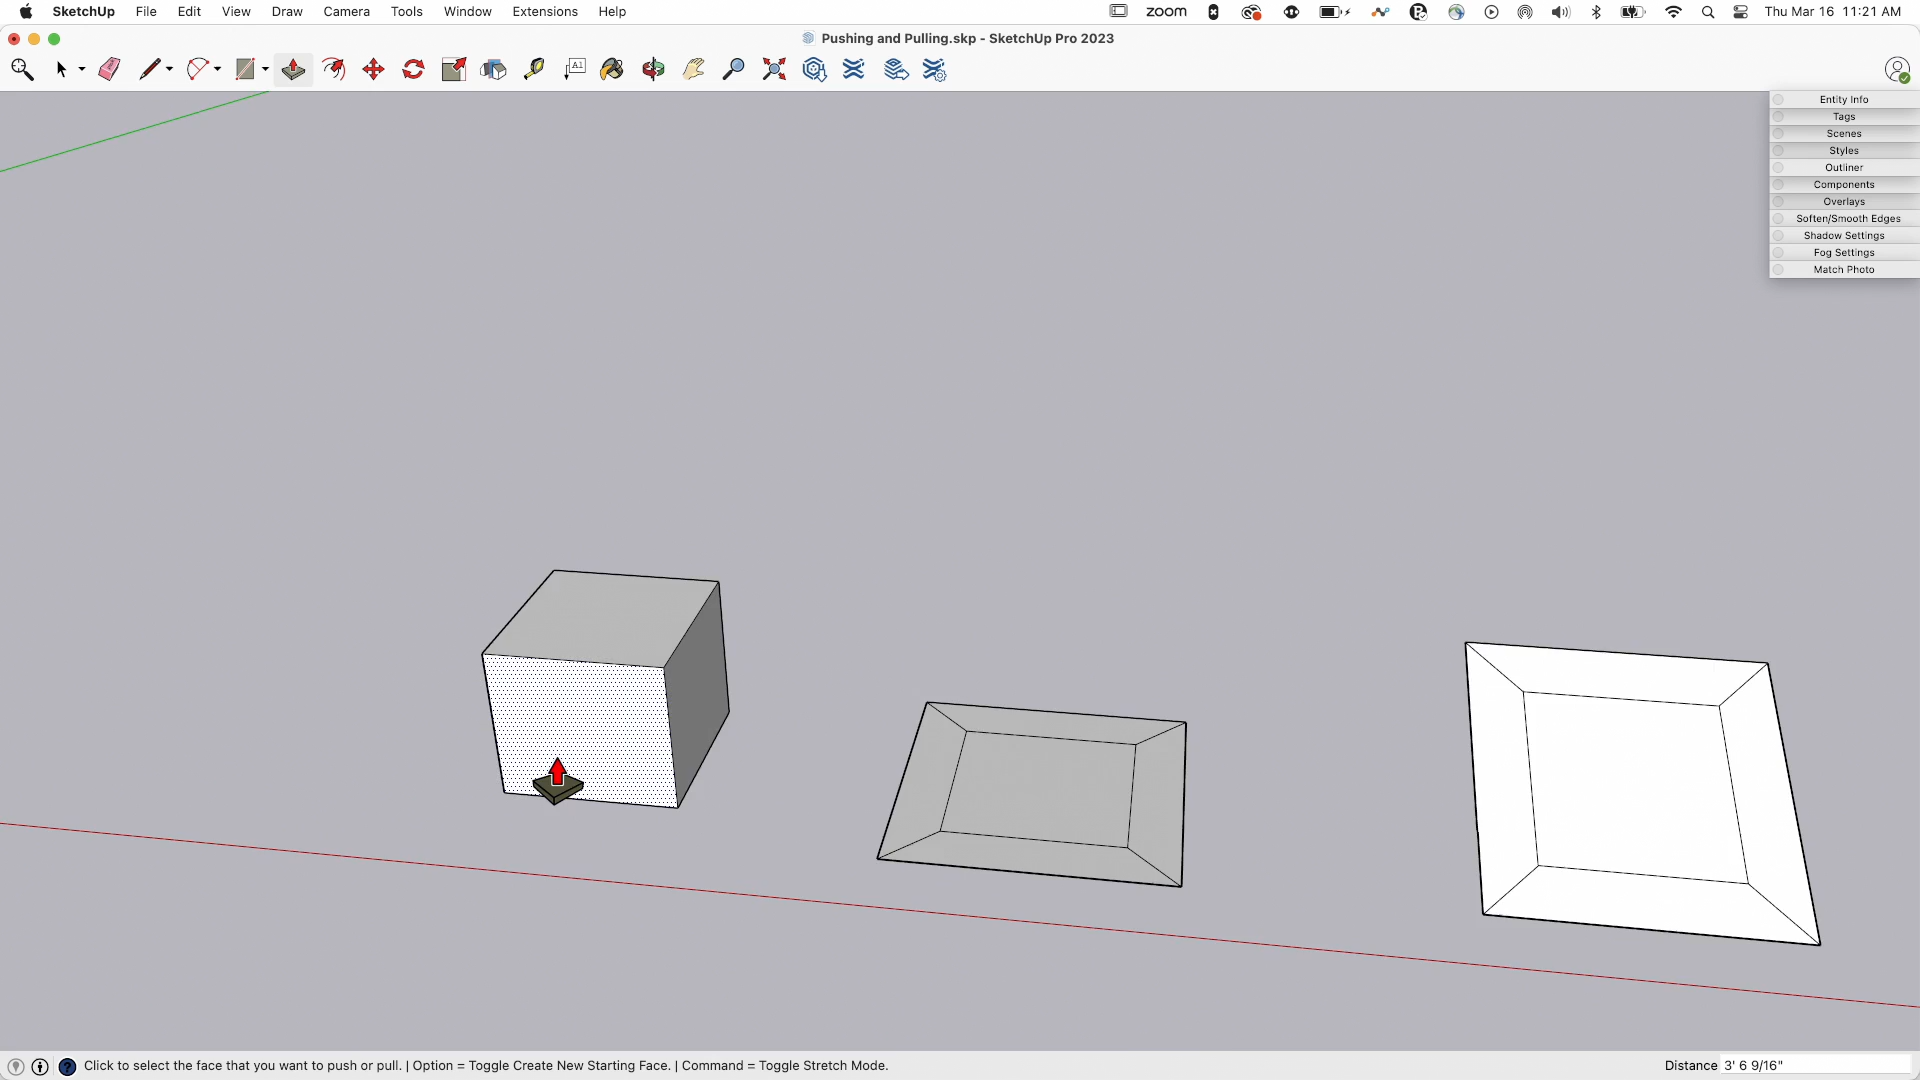 SketchUp File Edit View Draw Camera Tools Window Extensions Help zoom Thu Mar 16 11:21 AM
Pushing and Pulling.skp - SketchUp Pro 2023
A1
Entity Info
Tags
Scenes
Styles
Outliner
Components
Overlays
Soften/Smooth Edges
Shadow Settings
Fog Settings
Match Photo
Click to select the face that you want to push or pull. | Option = Toggle Create New Starting Face. | Command = Toggle Stretch Mode. Distance 3' 6 9/16"